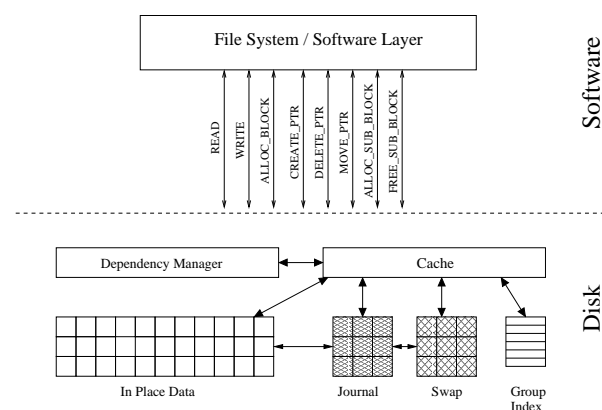 File System / Software Layer
Software
READ
WRITE
ALLOC_BLOCK
CREATE_PTR
DELETE_PTR
MOVE_PTR
ALLOC_SUB_BLOCK
FREE_SUB_BLOCK
Dependency Manager
Cache
Disk
In Place Data
Journal
Swap
Group
Index